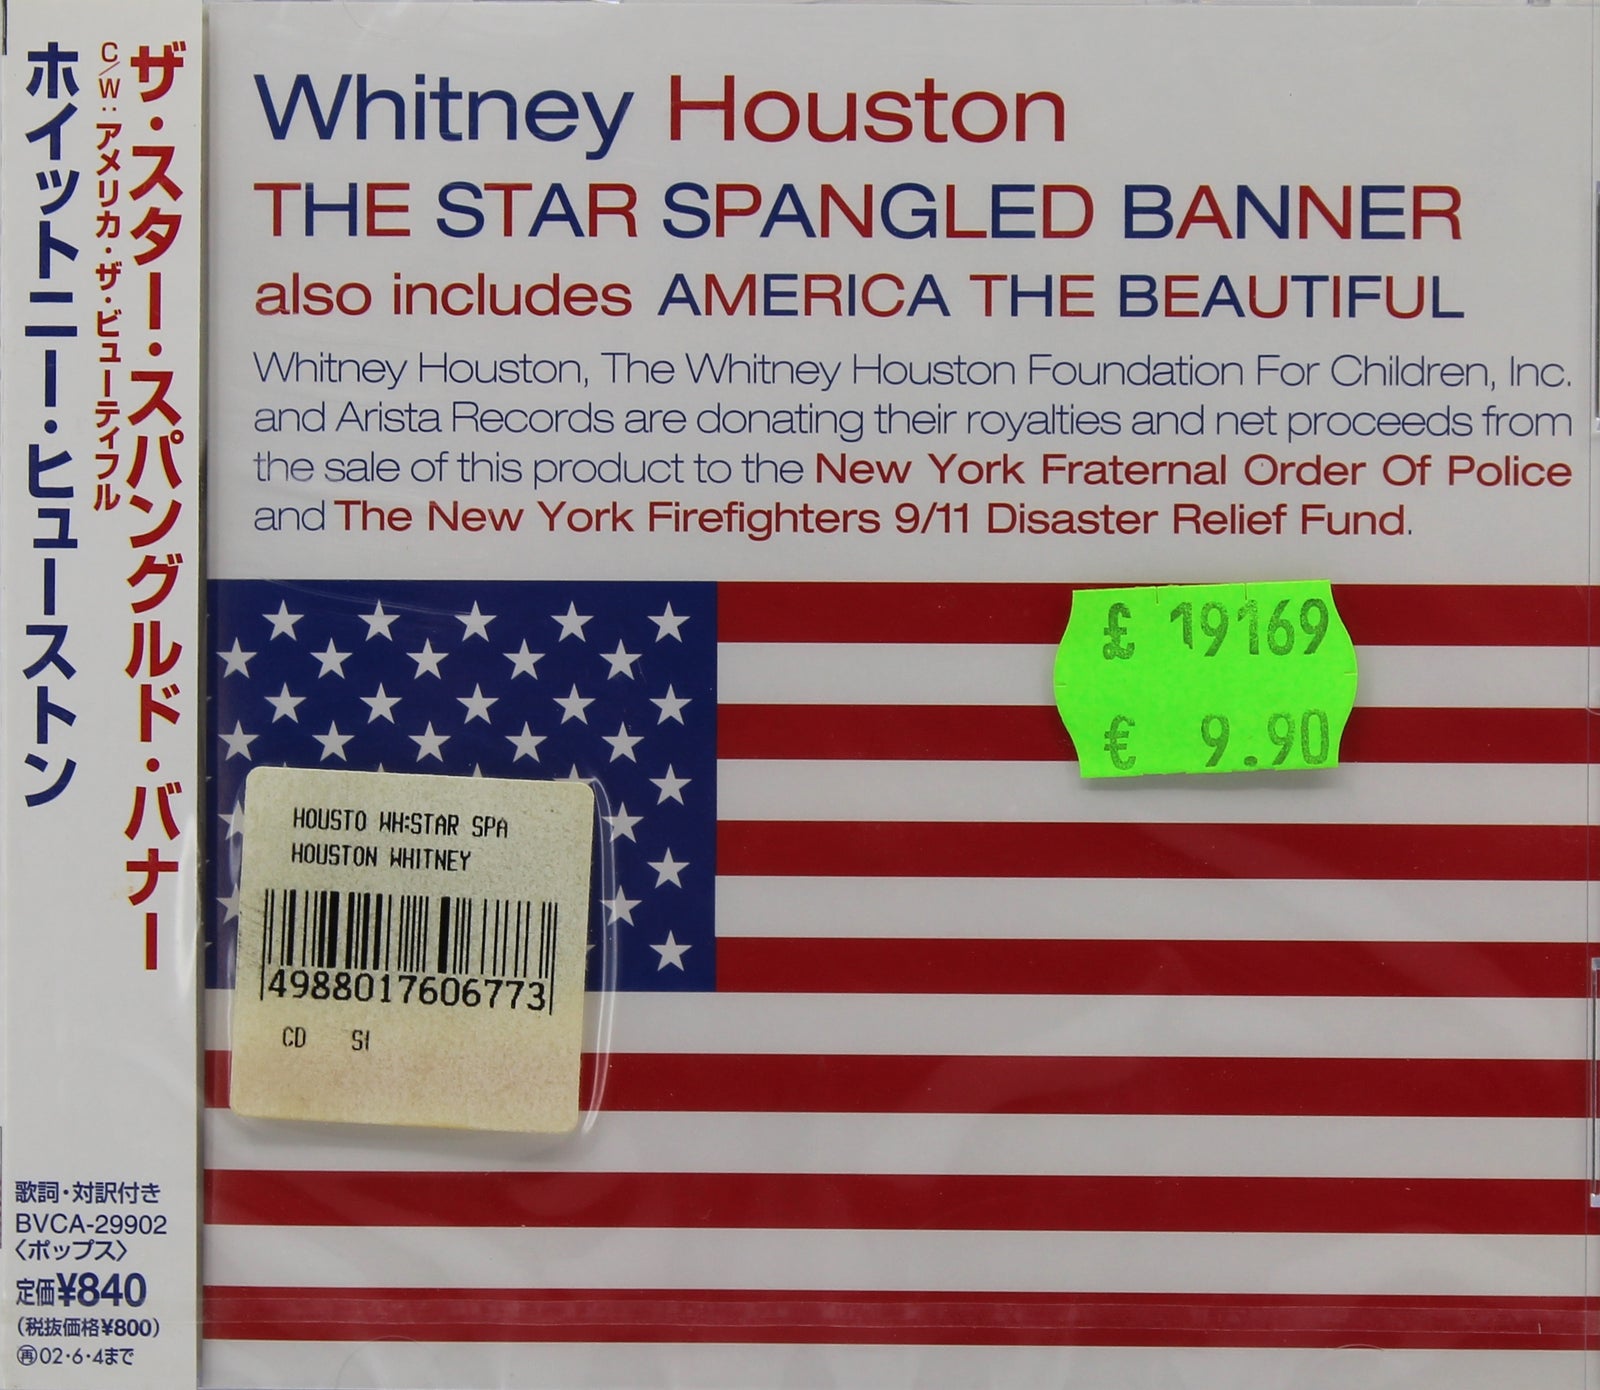 ザ・スター・スパングルド・バナー
C/W:アメリカ・ザ・ビューティフル
ホイットニー・ヒューストン
歌詞・対訳付き
BVCA-29902
〈ポップス〉
定価¥840
(税抜価格¥800)
再02・6・4まで
Whitney Houston
THE STAR SPANGLED BANNER
also includes AMERICA THE BEAUTIFUL
Whitney Houston, The Whitney Houston Foundation For Children, Inc.
and Arista Records are donating their royalties and net proceeds from
the sale of this product to the New York Fraternal Order Of Police
and The New York Firefighters 9/11 Disaster Relief Fund.
£ 19169
€ 9.90
HOUSTO WH:STAR SPA
HOUSTON WHITNEY
4988017606773
CD SI